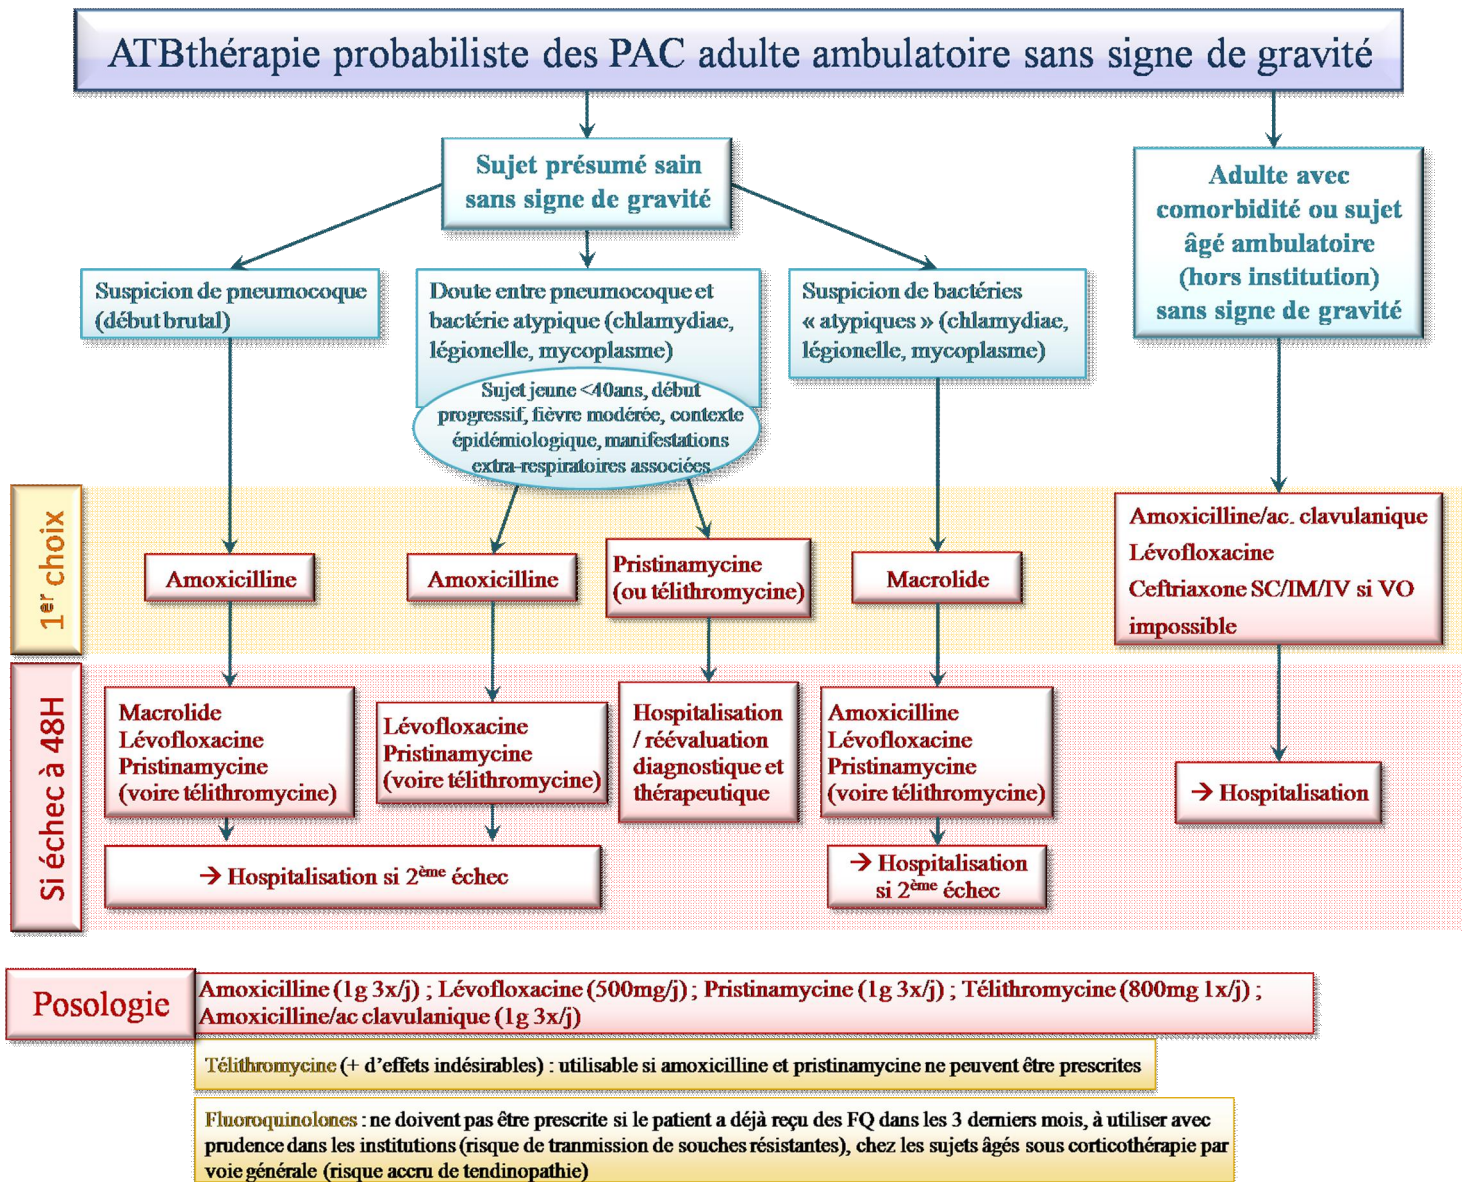 ATBthérapie probabiliste des PAC adulte ambulatoire sans signe de gravité
Sujet présumé sain
sans signe de gravité
Adulte avec
comorbidité ou sujet
âgé ambulatoire
(hors institution)
sans signe de gravité
Suspicion de pneumocoque
(début brutal)
Doute entre pneumocoque et
bactérie atypique (chlamydiae,
légionelle, mycoplasme)
Sujet jeune <40ans, début
progressif, fièvre modérée, contexte
épidémiologique, manifestations
extra-respiratoires associées
Suspicion de bactéries
« atypiques » (chlamydiae,
légionelle, mycoplasme)
1er choix
Amoxicilline
Amoxicilline
Pristinamycine
(ou télithromycine)
Macrolide
Amoxicilline/ac. clavulanique
Lévofloxacine
Ceftriaxone SC/IM/IV si VO
impossible
Si échec à 48H
Macrolide
Lévofloxacine
Pristinamycine
(voire télithromycine)
Lévofloxacine
Pristinamycine
(voire télithromycine)
Hospitalisation
/ réévaluation
diagnostique et
thérapeutique
Amoxicilline
Lévofloxacine
Pristinamycine
(voire télithromycine)
→ Hospitalisation
→ Hospitalisation si 2ème échec
→ Hospitalisation
si 2ème échec
Posologie
Amoxicilline (1g 3x/j) ; Lévofloxacine (500mg/j) ; Pristinamycine (1g 3x/j) ; Télithromycine (800mg 1x/j) ;
Amoxicilline/ac clavulanique (1g 3x/j)
Télithromycine (+ d'effets indésirables) : utilisable si amoxicilline et pristinamycine ne peuvent être prescrites
Fluoroquinolones : ne doivent pas être prescrite si le patient a déjà reçu des FQ dans les 3 derniers mois, à utiliser avec
prudence dans les institutions (risque de tranmission de souches résistantes), chez les sujets âgés sous corticothérapie par
voie générale (risque accru de tendinopathie)